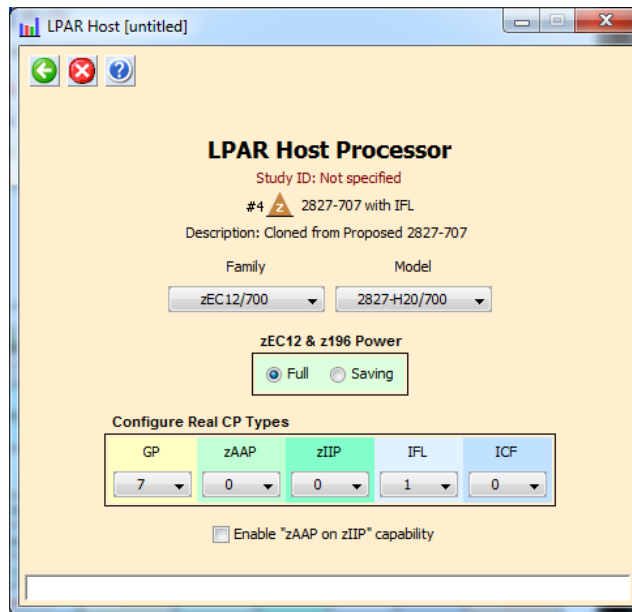 LPAR Host [untitled]
LPAR Host Processor
Study ID: Not specified
#4 z 2827-707 with IFL
Description: Cloned from Proposed 2827-707
Family Model
zEC12/700 2827-H20/700
zEC12 & z196 Power
Full Saving
Configure Real CP Types
GP zAAP zIIP IFL ICF
7 0 0 1 0
Enable "zAAP on zIIP" capability